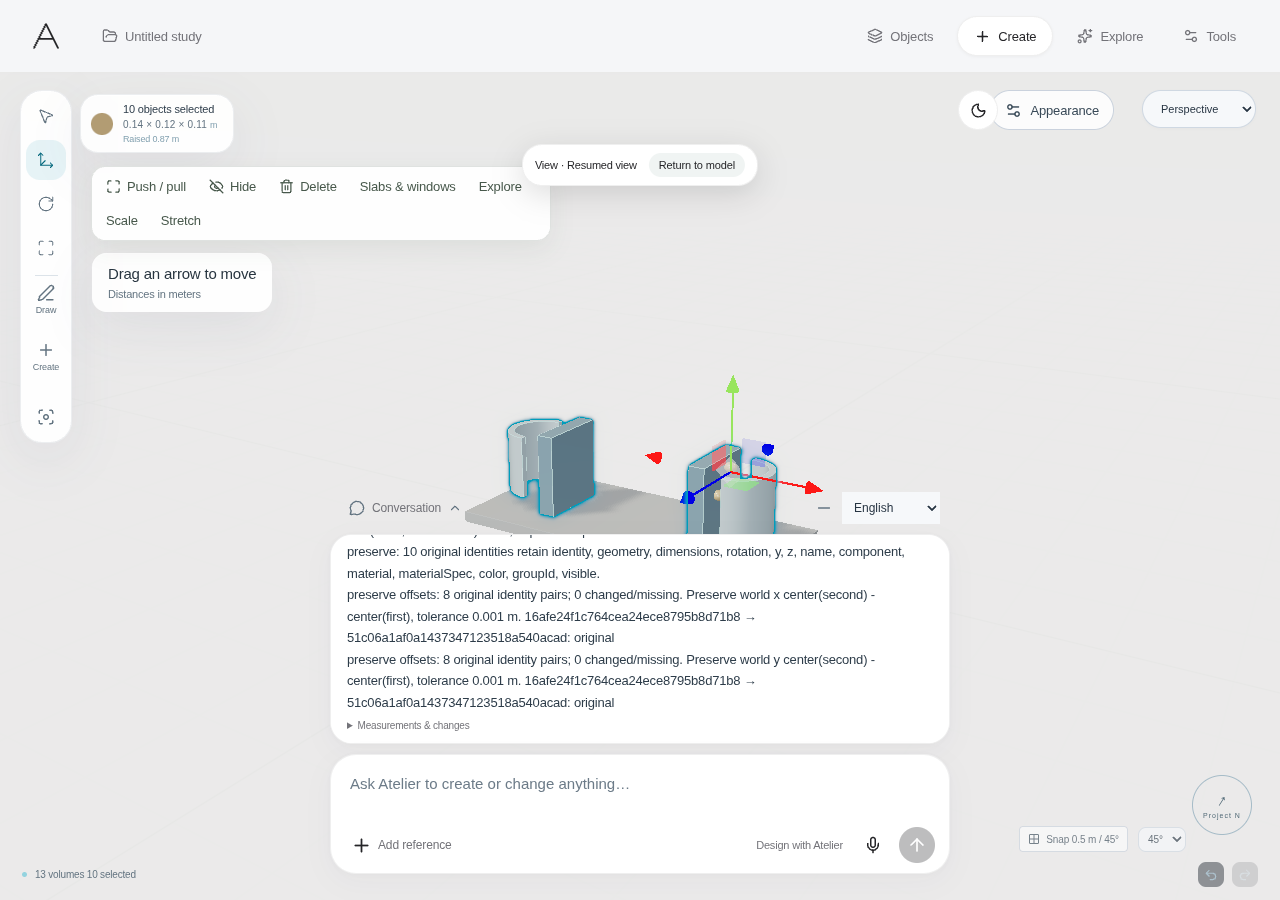 Untitled study
Objects
Create
Explore
Tools
10 objects selected
0.14 × 0.12 × 0.11 m
Raised 0.87 m
Appearance
Perspective
View · Resumed view
Return to model
Push / pull
Hide
Delete
Slabs & windows
Explore
Scale
Stretch
Drag an arrow to move
Distances in meters
Draw
Create
Conversation
English
preserve: 10 original identities retain identity, geometry, dimensions, rotation, y, z, name, component,
material, materialSpec, color, groupId, visible.
preserve offsets: 8 original identity pairs; 0 changed/missing. Preserve world x center(second) -
center(first), tolerance 0.001 m. 16afe24f1c764cea24ece8795b8d71b8 →
51c06a1af0a1437347123518a540acad: original
preserve offsets: 8 original identity pairs; 0 changed/missing. Preserve world y center(second) -
center(first), tolerance 0.001 m. 16afe24f1c764cea24ece8795b8d71b8 →
51c06a1af0a1437347123518a540acad: original
Measurements & changes
Ask Atelier to create or change anything…
Add reference
Design with Atelier
Project N
Snap 0.5 m / 45°
45°
13 volumes 10 selected